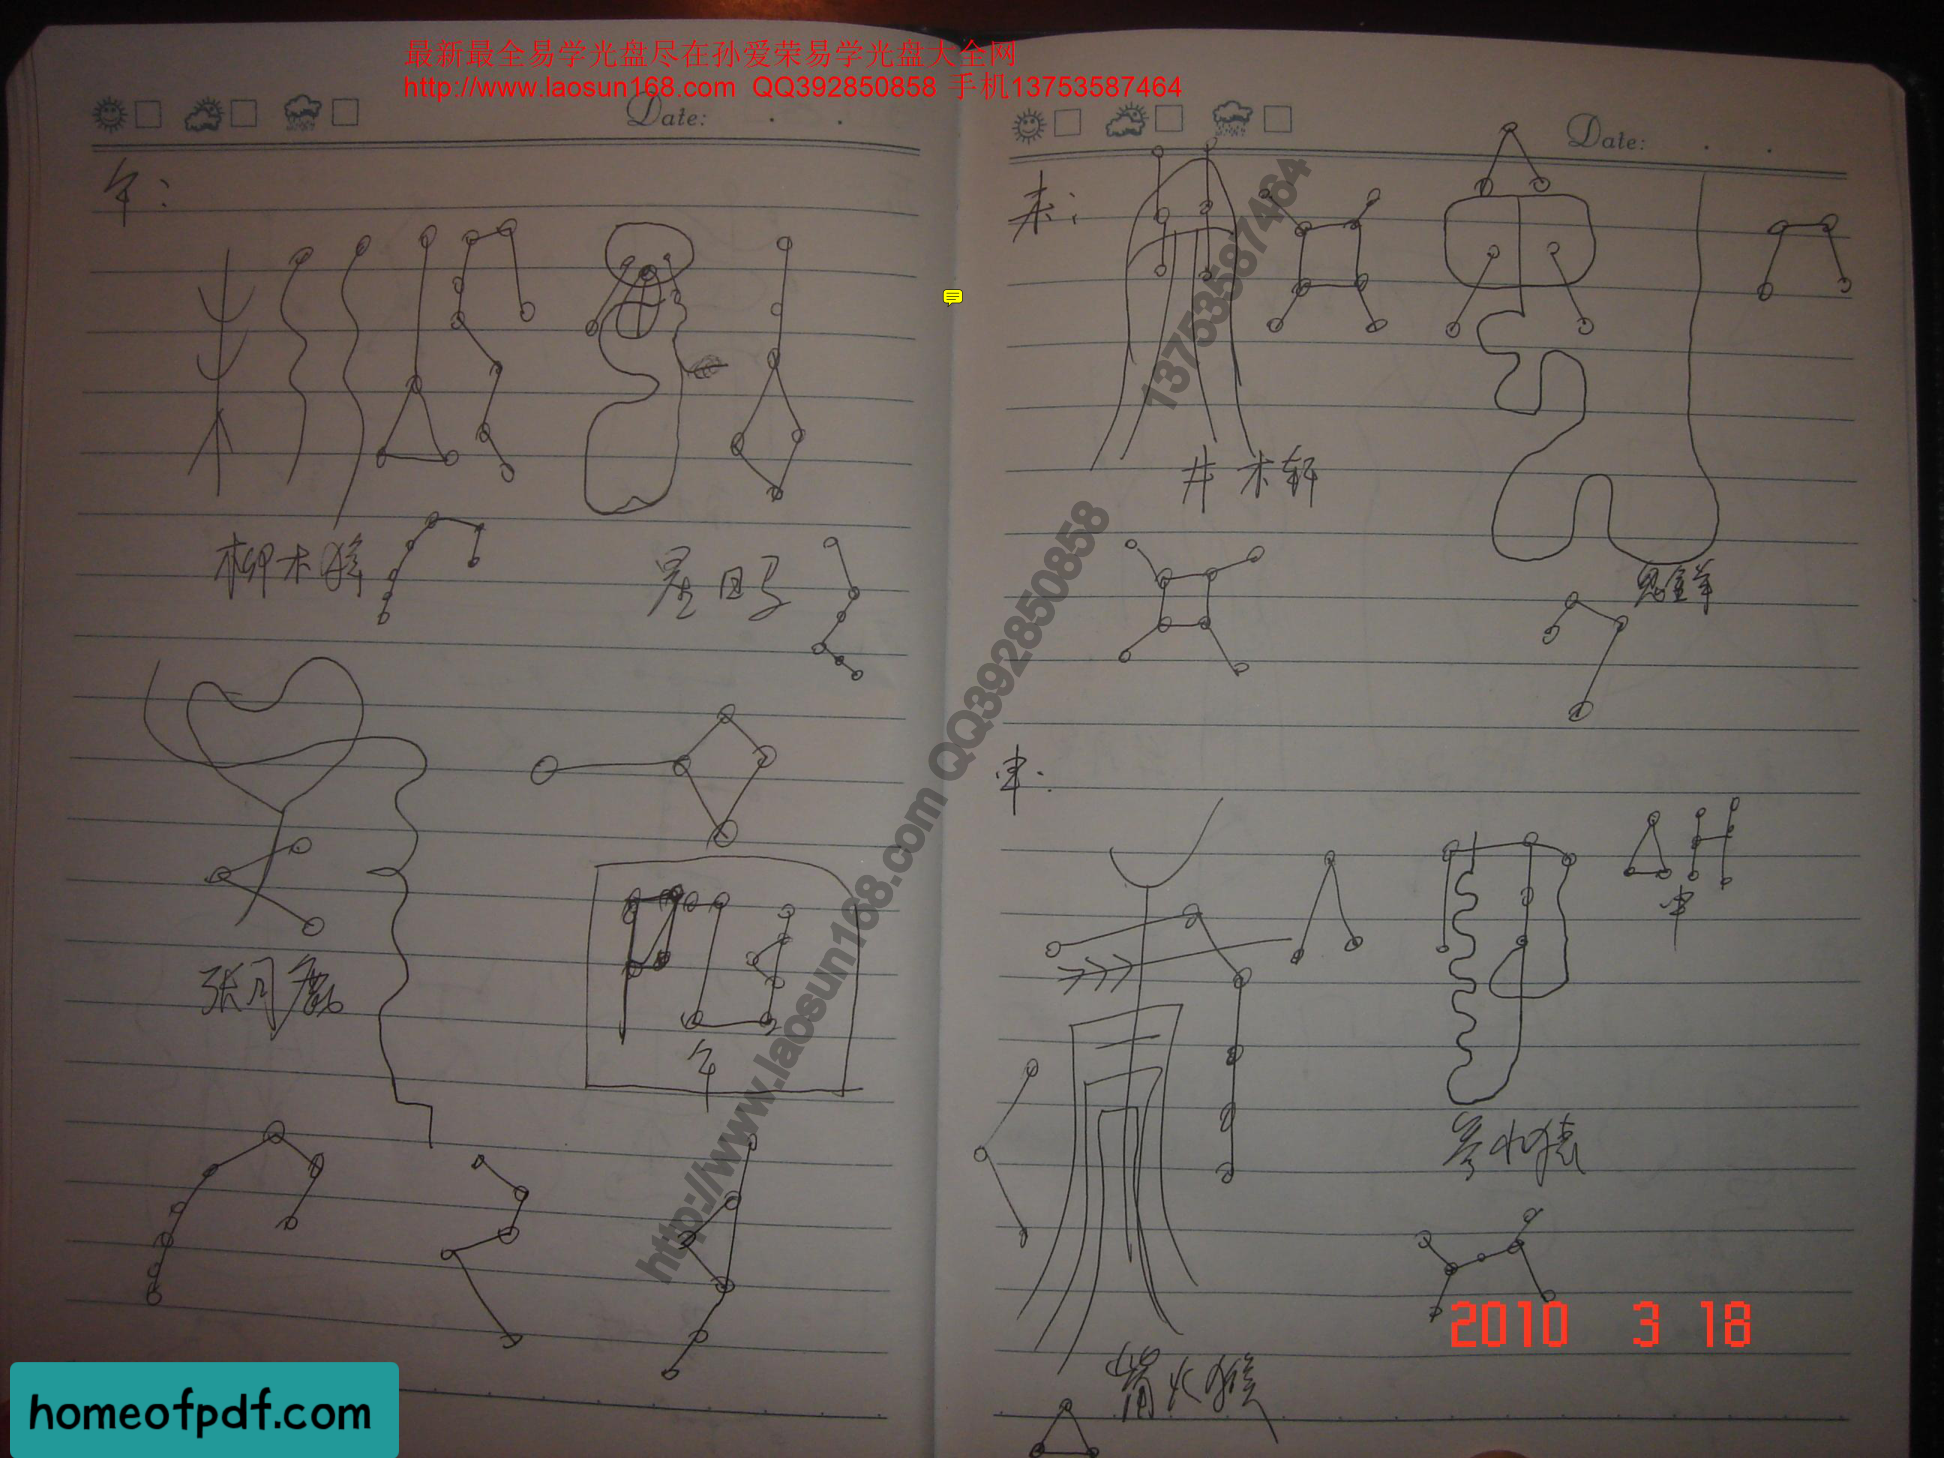 最新最全易学光盘尽在孙爱荣易学光盘大全网
http://www.laosun168.com QQ392850858 手机13753587464
Date: . .
午:
柳木獐
星日马
张月鹿
午
Date: . .
未:
井木轩
鬼金羊
申:
申
参水猿
觜火猴
http://www.laosun168.com QQ392850858 13753587464
2010 3 18
homeofpdf.com